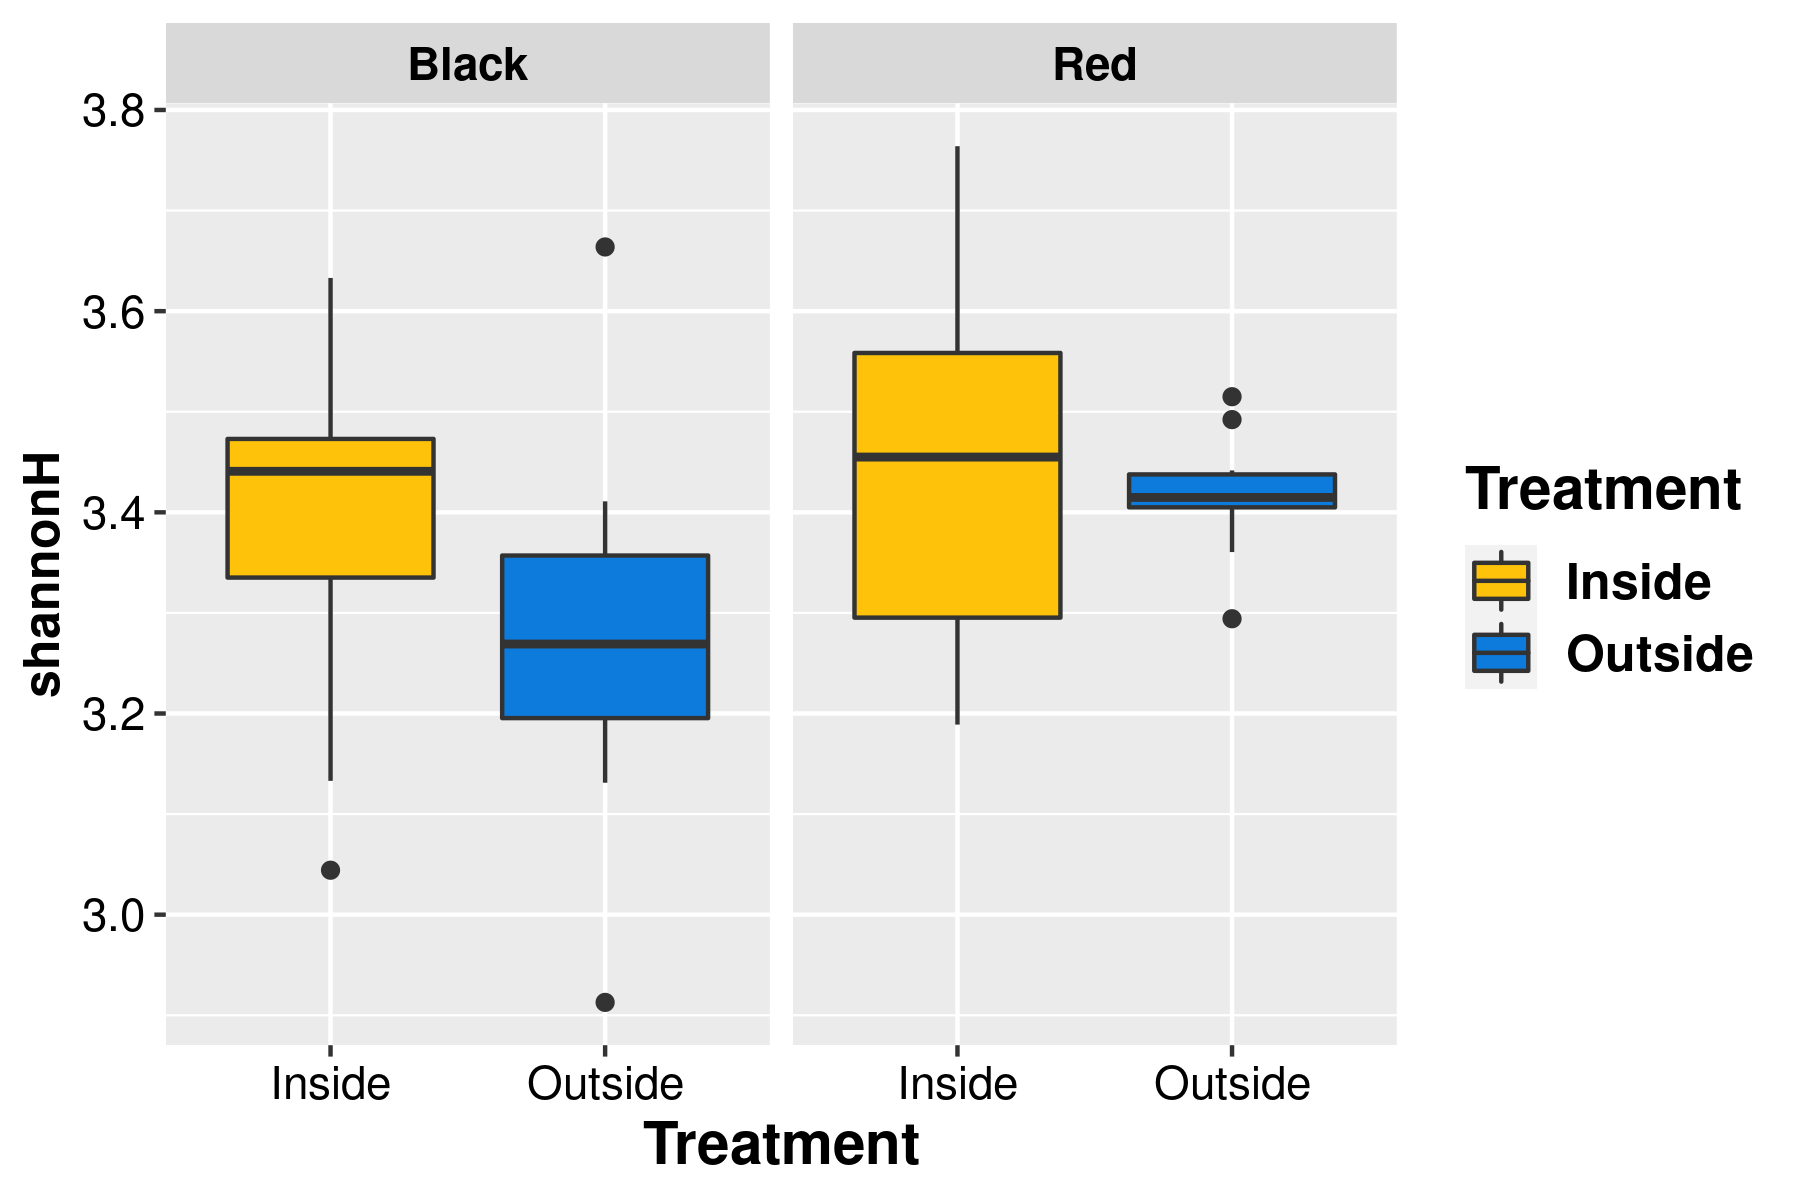 Black
Red
shannonH
3.8
3.6
3.4
3.2
3.0
Inside
Outside
Inside
Outside
Treatment
Treatment
Inside
Outside